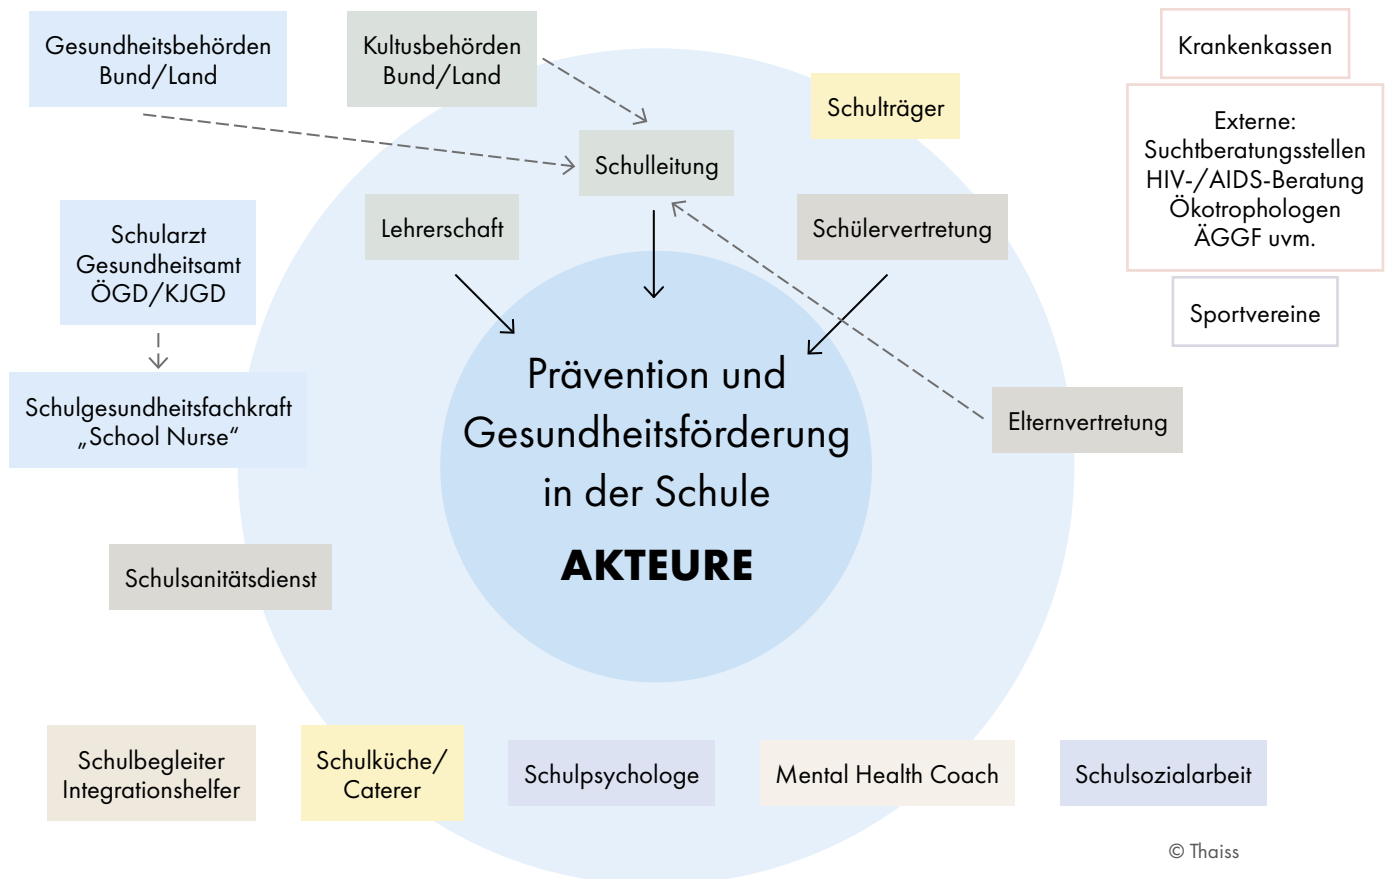 Gesundheitsbehörden
Bund/Land
Kultusbehörden
Bund/Land
Krankenkassen
Schulträger
Externe:
Suchtberatungsstellen
HIV-/AIDS-Beratung
Ökotrophologen
ÄGGF uvm.
Schulleitung
Lehrerschaft
Schülervertretung
Schularzt
Gesundheitsamt
ÖGD/KJGD
Sportvereine
Schulgesundheitsfachkraft
„School Nurse“
Elternvertretung
Prävention und
Gesundheitsförderung
in der Schule
AKTEURE
Schulsanitätsdienst
Schulbegleiter
Integrationshelfer
Schulküche/
Caterer
Schulpsychologe
Mental Health Coach
Schulsozialarbeit
© Thaiss